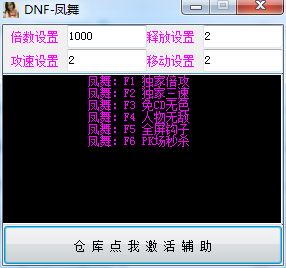 DNF-凤舞
倍数设置 1000 释放设置 2
攻速设置 2 移动设置 2
凤舞: F1 独家倍攻
凤舞: F2 独家三速
凤舞: F3 免CD无色
凤舞: F4 人物无敌
凤舞: F5 全屏钩子
凤舞: F6 PK场秒杀
仓库点我激活辅助